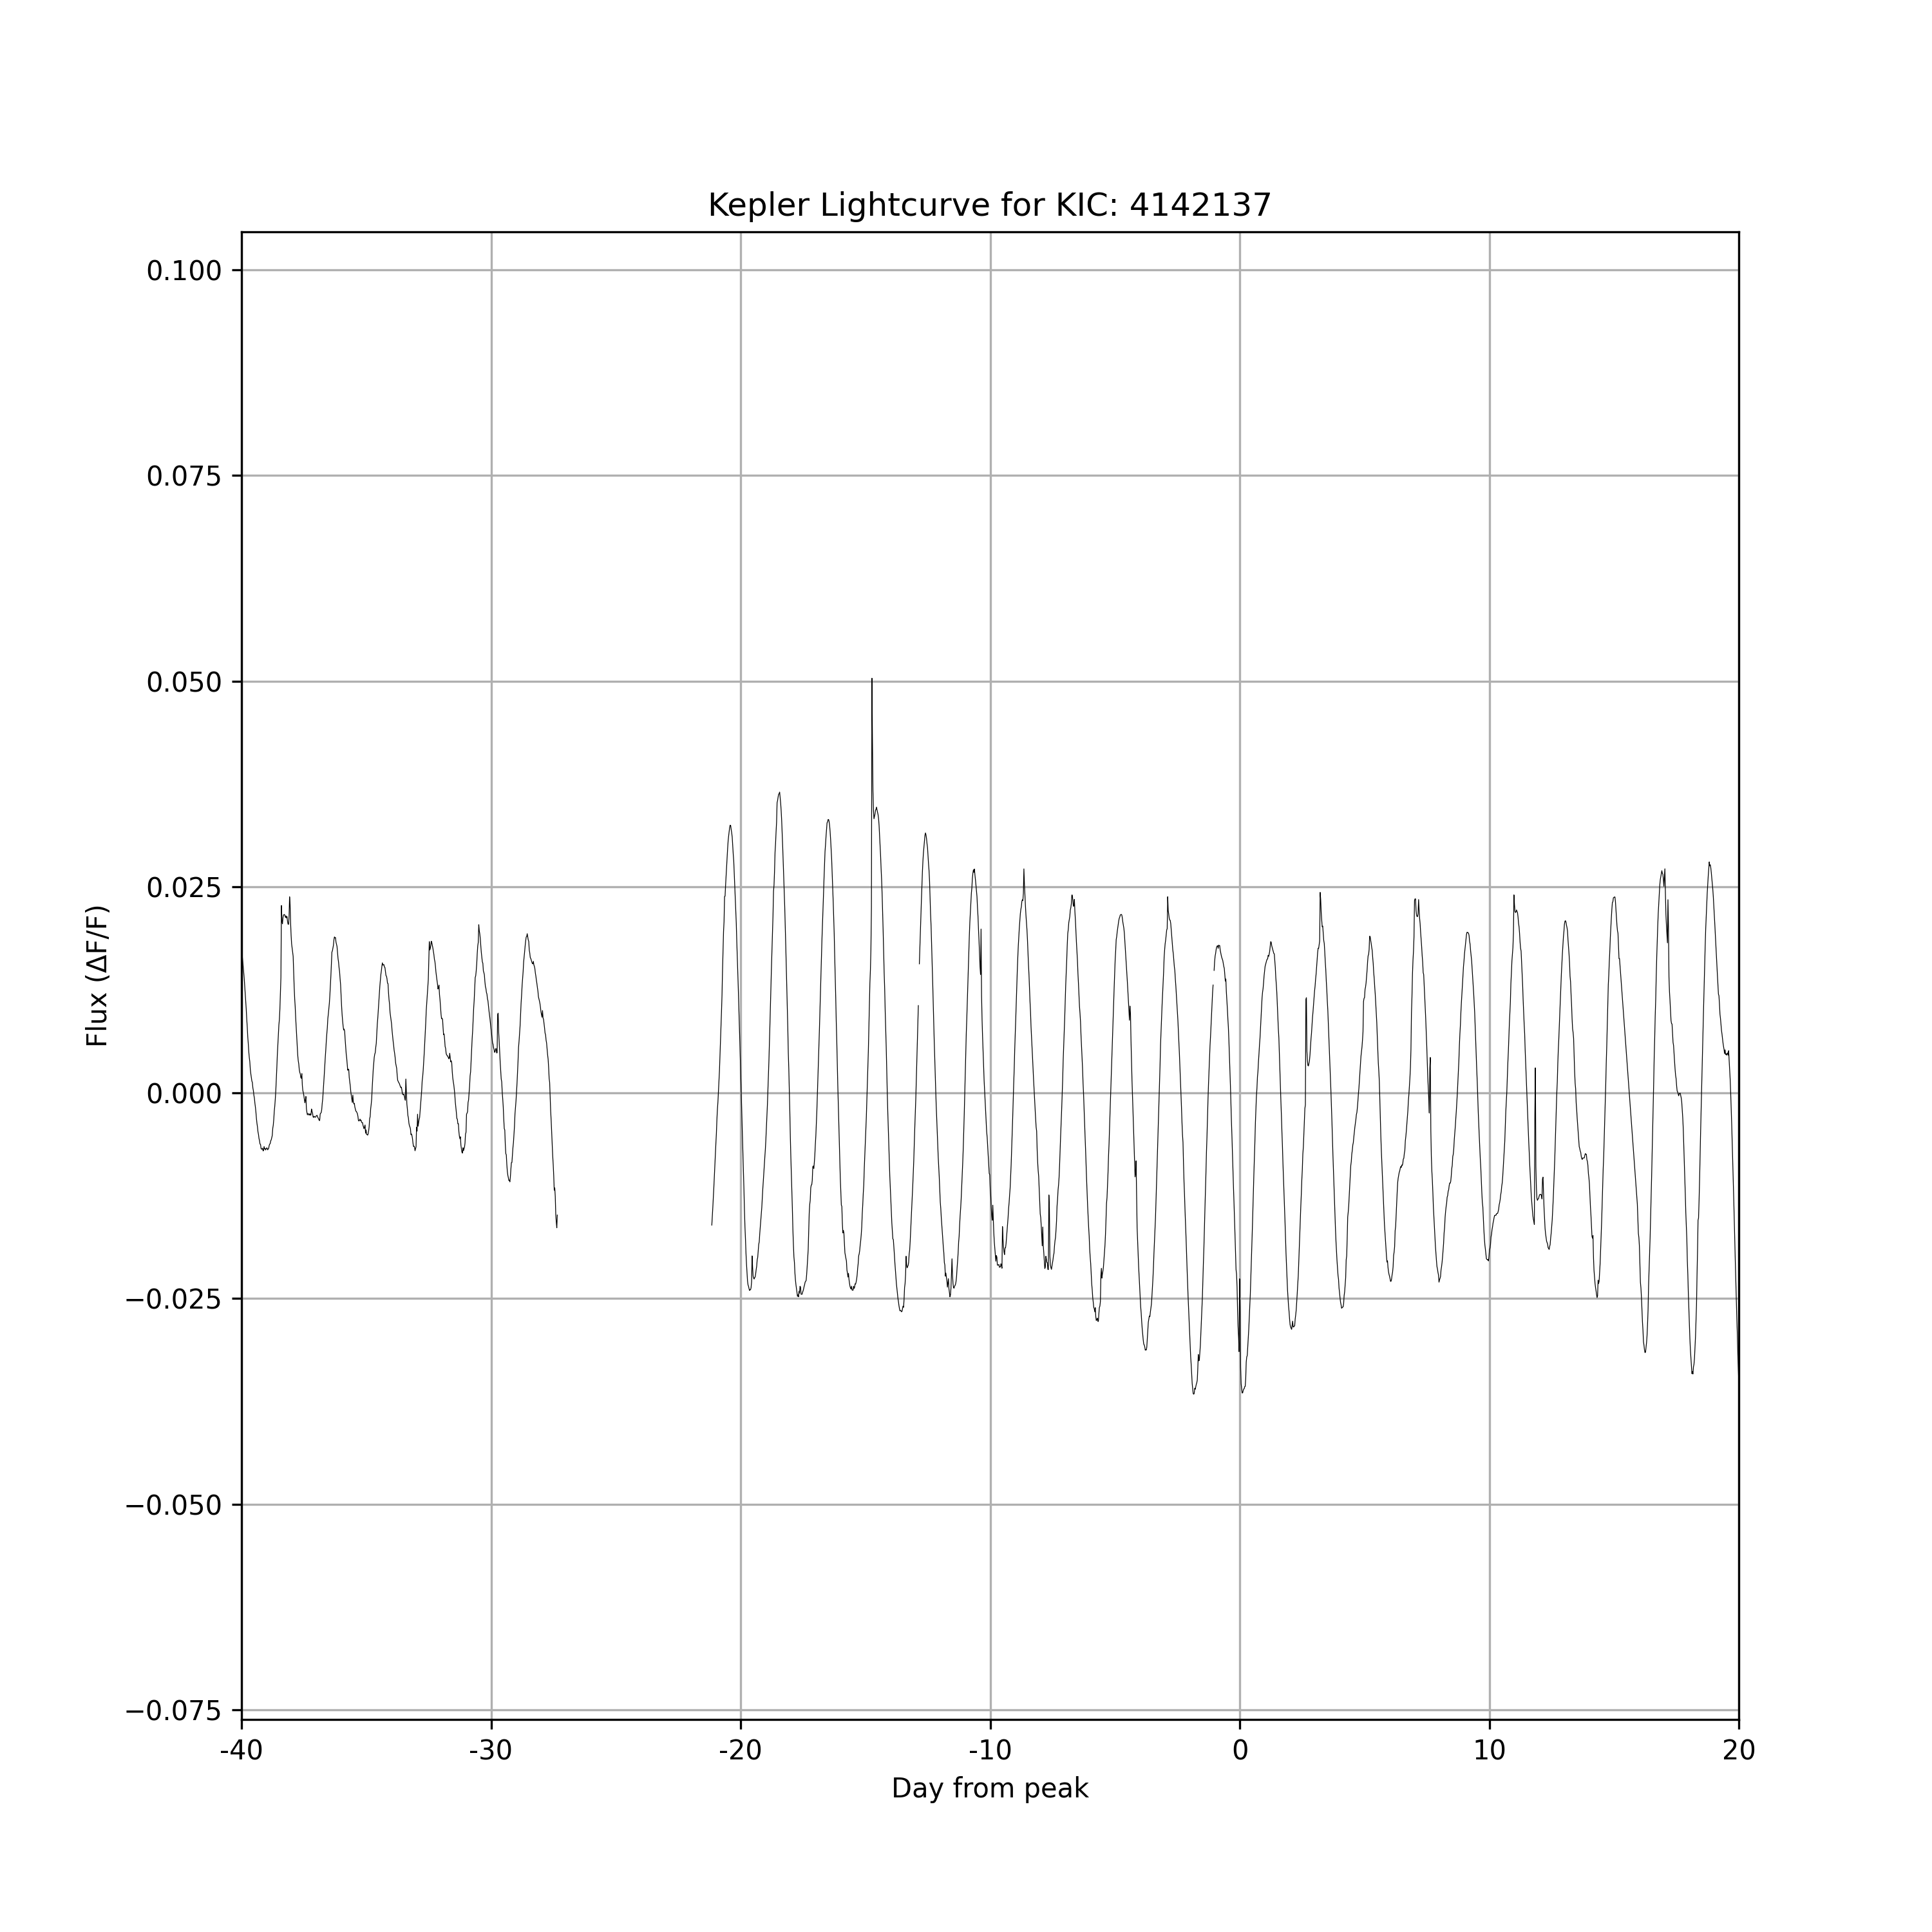 Kepler Lightcurve for KIC: 4142137
0.100
0.075
0.050
0.025
0.000
−0.025
−0.050
−0.075
Flux (ΔF/F)
-40 -30 -20 -10 0 10 20
Day from peak